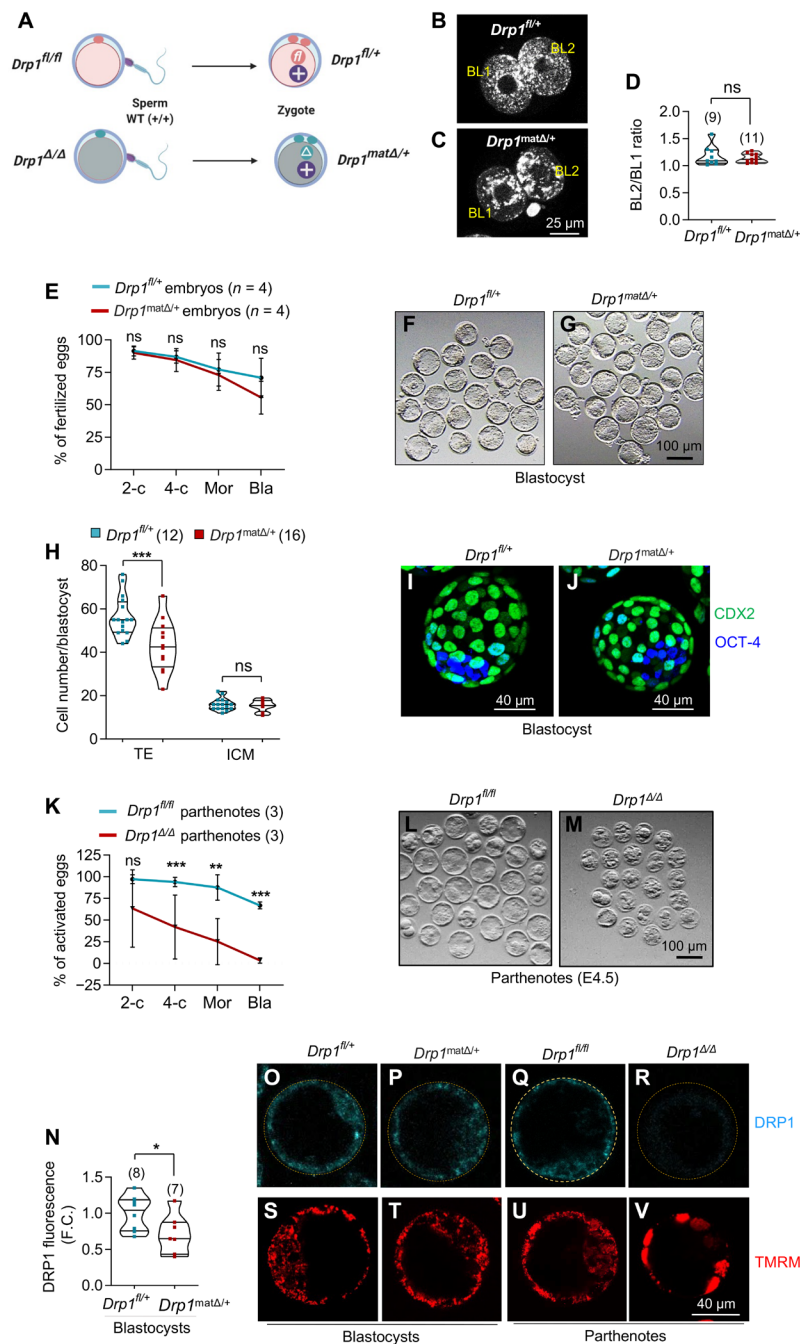 A
Drp1fl/fl
fl
+
Drp1fl/+
Sperm
WT (+/+)
Zygote
Drp1Δ/Δ
Δ
+
Drp1matΔ/+
B
Drp1fl/+
BL1
BL2
C
Drp1matΔ/+
BL1
BL2
25 µm
D
ns
(9)
(11)
BL2/BL1 ratio
2.0
1.5
1.0
0.5
0.0
Drp1fl/+
Drp1matΔ/+
E
Drp1fl/+ embryos (n = 4)
Drp1matΔ/+ embryos (n = 4)
% of fertilized eggs
100
75
50
25
0
ns
ns
ns
ns
2-c
4-c
Mor
Bla
Drp1fl/+
Drp1matΔ/+
F
G
100 µm
Blastocyst
H
Drp1fl/+ (12)
Drp1matΔ/+ (16)
Cell number/blastocyst
80
60
40
20
0
***
ns
TE
ICM
Drp1fl/+
Drp1matΔ/+
I
J
CDX2
OCT-4
40 µm
40 µm
Blastocyst
K
Drp1fl/fl parthenotes (3)
Drp1Δ/Δ parthenotes (3)
% of activated eggs
125
100
75
50
25
0
−25
ns
***
**
***
2-c
4-c
Mor
Bla
Drp1fl/fl
Drp1Δ/Δ
L
M
100 µm
Parthenotes (E4.5)
N
DRP1 fluorescence
(F.C.)
1.5
1.0
0.5
0.0
*
(8)
(7)
Drp1fl/+
Drp1matΔ/+
Blastocysts
Drp1fl/+
Drp1matΔ/+
Drp1fl/fl
Drp1Δ/Δ
O
P
Q
R
DRP1
S
T
U
V
TMRM
40 µm
Blastocysts
Parthenotes